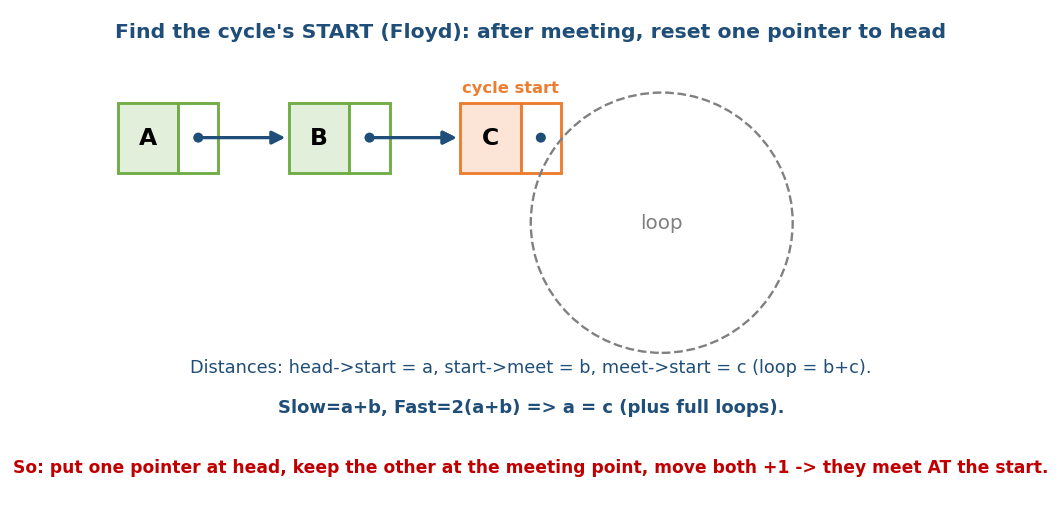 Find the cycle's START (Floyd): after meeting, reset one pointer to head
cycle start
A B C
loop
Distances: head->start = a, start->meet = b, meet->start = c (loop = b+c).
Slow=a+b, Fast=2(a+b) => a = c (plus full loops).
So: put one pointer at head, keep the other at the meeting point, move both +1 -> they meet AT the start.